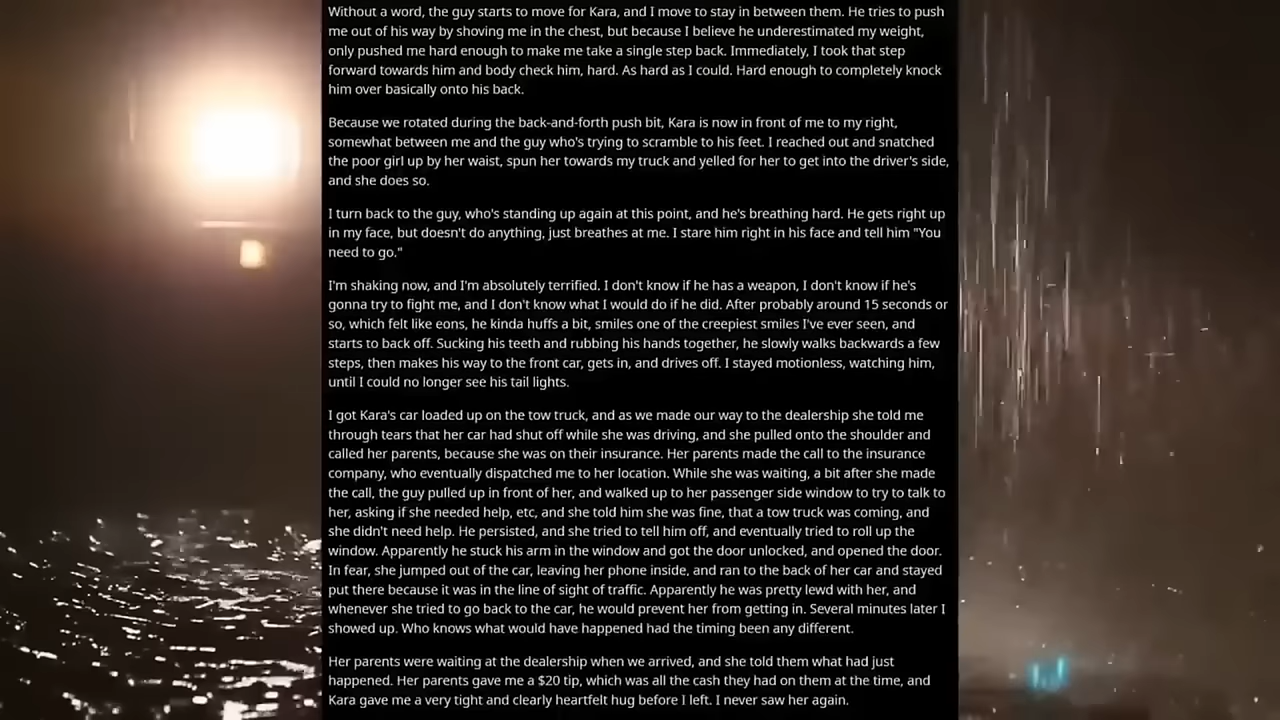 Without a word, the guy starts to move for Kara, and I move to stay in between them. He tries to push
me out of his way by shoving me in the chest, but because I believe he underestimated my weight,
only pushed me hard enough to make me take a single step back. Immediately, I took that step
forward towards him and body check him, hard. As hard as I could. Hard enough to completely knock
him over basically onto his back.
Because we rotated during the back-and-forth push bit, Kara is now in front of me to my right,
somewhat between me and the guy who's trying to scramble to his feet. I reached out and snatched
the poor girl up by her waist, spun her towards my truck and yelled for her to get into the driver's side,
and she does so.
I turn back to the guy, who's standing up again at this point, and he's breathing hard. He gets right up
in my face, but doesn't do anything, just breathes at me. I stare him right in his face and tell him "You
need to go."
I'm shaking now, and I'm absolutely terrified. I don't know if he has a weapon, I don't know if he's
gonna try to fight me, and I don't know what I would do if he did. After probably around 15 seconds or
so, which felt like eons, he kinda huffs a bit, smiles one of the creepiest smiles I've ever seen, and
starts to back off. Sucking his teeth and rubbing his hands together, he slowly walks backwards a few
steps, then makes his way to the front car, gets in, and drives off. I stayed motionless, watching him,
until I could no longer see his tail lights.
I got Kara's car loaded up on the tow truck, and as we made our way to the dealership she told me
through tears that her car had shut off while she was driving, and she pulled onto the shoulder and
called her parents, because she was on their insurance. Her parents made the call to the insurance
company, who eventually dispatched me to her location. While she was waiting, a bit after she made
the call, the guy pulled up in front of her, and walked up to her passenger side window to try to talk to
her, asking if she needed help, etc, and she told him she was fine, that a tow truck was coming, and
she didn't need help. He persisted, and she tried to tell him off, and eventually tried to roll up the
window. Apparently he stuck his arm in the window and got the door unlocked, and opened the door.
In fear, she jumped out of the car, leaving her phone inside, and ran to the back of her car and stayed
put there because it was in the line of sight of traffic. Apparently he was pretty lewd with her, and
whenever she tried to go back to the car, he would prevent her from getting in. Several minutes later I
showed up. Who knows what would have happened had the timing been any different.
Her parents were waiting at the dealership when we arrived, and she told them what had just
happened. Her parents gave me a $20 tip, which was all the cash they had on them at the time, and
Kara gave me a very tight and clearly heartfelt hug before I left. I never saw her again.